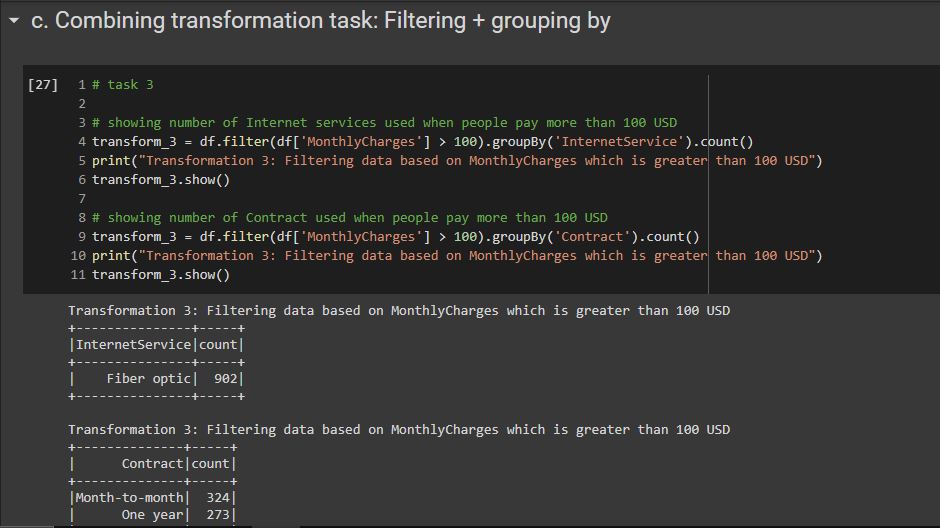 c. Combining transformation task: Filtering + grouping by
[27] 1 # task 3
2
3 # showing number of Internet services used when people pay more than 100 USD
4 transform_3 = df.filter(df['MonthlyCharges'] > 100).groupBy('InternetService').count()
5 print("Transformation 3: Filtering data based on MonthlyCharges which is greater than 100 USD")
6 transform_3.show()
7
8 # showing number of Contract used when people pay more than 100 USD
9 transform_3 = df.filter(df['MonthlyCharges'] > 100).groupBy('Contract').count()
10 print("Transformation 3: Filtering data based on MonthlyCharges which is greater than 100 USD")
11 transform_3.show()
Transformation 3: Filtering data based on MonthlyCharges which is greater than 100 USD
+---------------+-----+
|InternetService|count|
+---------------+-----+
|    Fiber optic|  902|
+---------------+-----+
Transformation 3: Filtering data based on MonthlyCharges which is greater than 100 USD
+--------------+-----+
|      Contract|count|
+--------------+-----+
|Month-to-month|  324|
|      One year|  273|